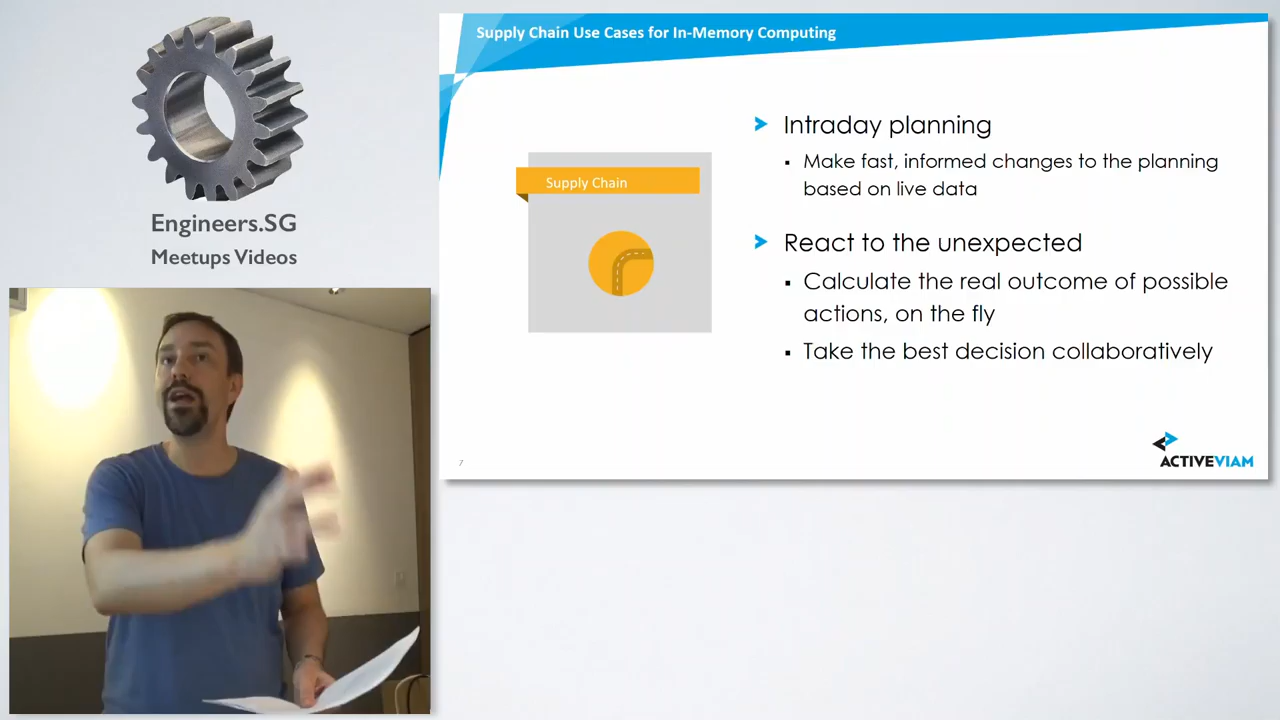 Supply Chain Use Cases for In-Memory Computing
Engineers.SG
Meetups Videos
Supply Chain
Intraday planning
Make fast, informed changes to the planning
based on live data
React to the unexpected
Calculate the real outcome of possible
actions, on the fly
Take the best decision collaboratively
7
ACTIVEVIAM